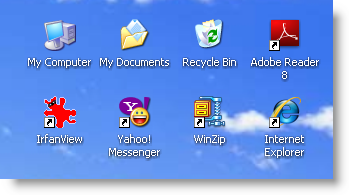 My Computer
My Documents
Recycle Bin
Adobe Reader
8
IrfanView
Yahoo!
Messenger
WinZip
Internet
Explorer